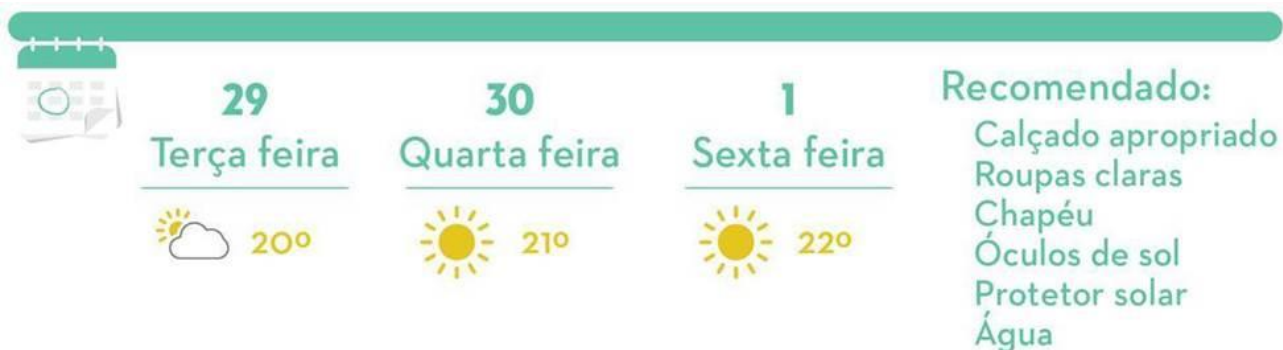 29
Terça feira
20º
30
Quarta feira
21º
1
Sexta feira
22º
Recomendado:
Calçado apropriado
Roupas claras
Chapéu
Óculos de sol
Protetor solar
Água